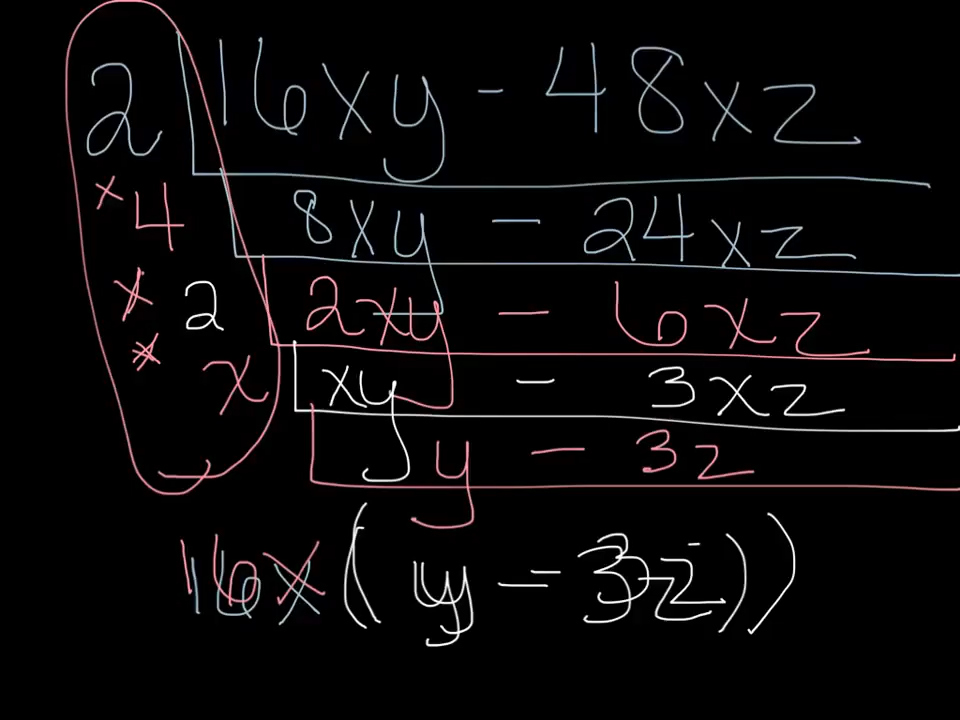 2 16xy - 48xz
* 4 8xy - 24xz
* 2 2xy - 6xz
* x xy - 3xz
y - 3z
16x(y - 3z)